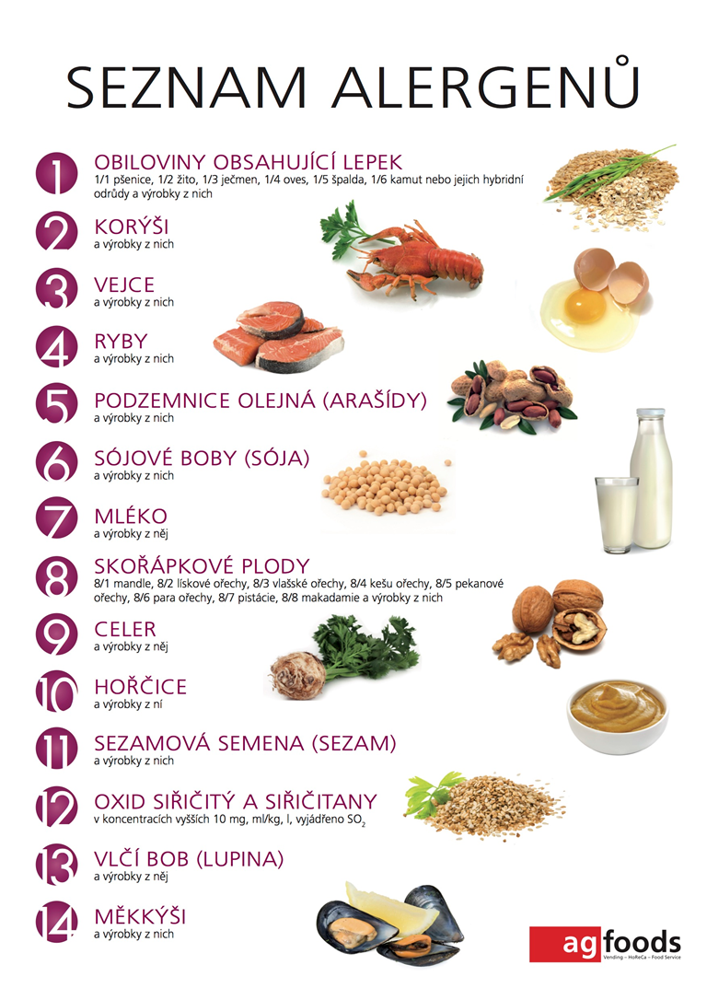 SEZNAM ALERGENŮ
1 OBILOVINY OBSAHUJÍCÍ LEPEK
1/1 pšenice, 1/2 žito, 1/3 ječmen, 1/4 oves, 1/5 špalda, 1/6 kamut nebo jejich hybridní
odrůdy a výrobky z nich
2 KORÝŠI
a výrobky z nich
3 VEJCE
a výrobky z nich
4 RYBY
a výrobky z nich
5 PODZEMNICE OLEJNÁ (ARAŠÍDY)
a výrobky z nich
6 SÓJOVÉ BOBY (SÓJA)
a výrobky z nich
7 MLÉKO
a výrobky z něj
8 SKOŘÁPKOVÉ PLODY
8/1 mandle, 8/2 lískové ořechy, 8/3 vlašské ořechy, 8/4 kešu ořechy, 8/5 pekanové
ořechy, 8/6 para ořechy, 8/7 pistácie, 8/8 makadamie a výrobky z nich
9 CELER
a výrobky z něj
10 HOŘČICE
a výrobky z ní
11 SEZAMOVÁ SEMENA (SEZAM)
a výrobky z nich
12 OXID SIŘIČITÝ A SIŘIČITANY
v koncentracích vyšších 10 mg, ml/kg, l, vyjádřeno SO₂
13 VLČÍ BOB (LUPINA)
a výrobky z něj
14 MĚKKÝŠI
a výrobky z nich
agfoods
Vending – HoReCa – Food Service